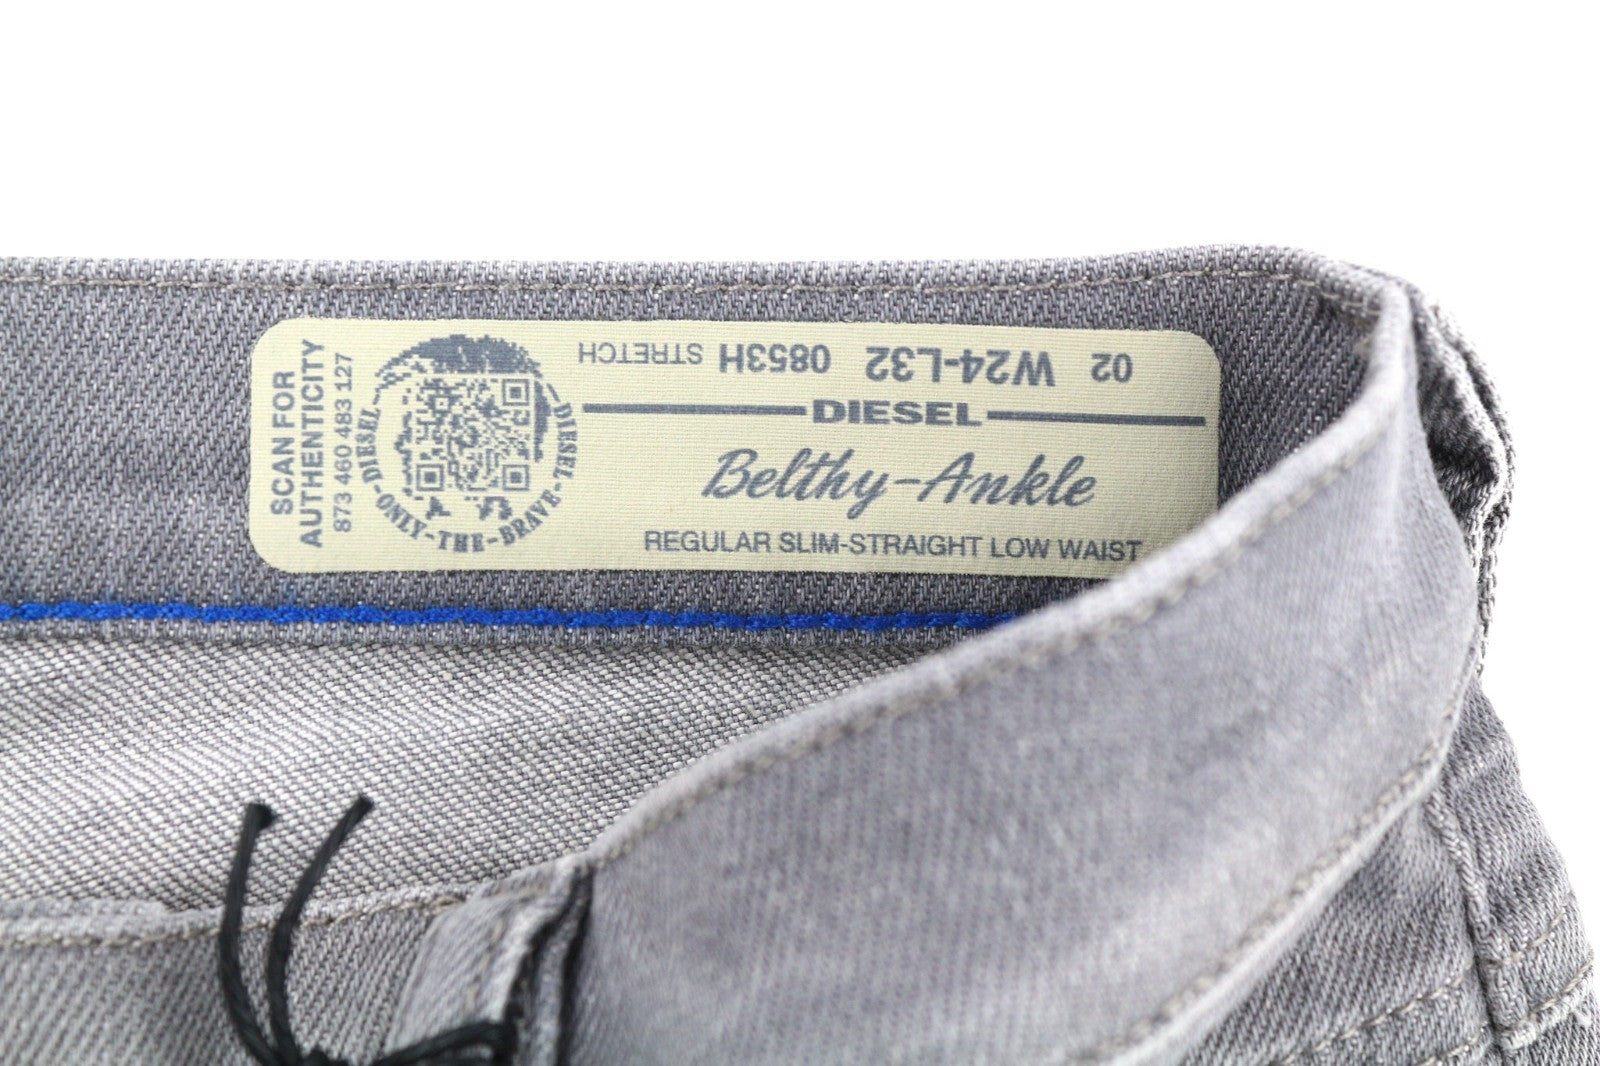 SCAN FOR
AUTHENTICITY
873 460 483 127
DIESEL-ONLY-THE-BRAVE-DIESEL
02 W24-L32 0853H STRETCH
DIESEL
Belthy-Ankle
REGULAR SLIM-STRAIGHT LOW WAIST